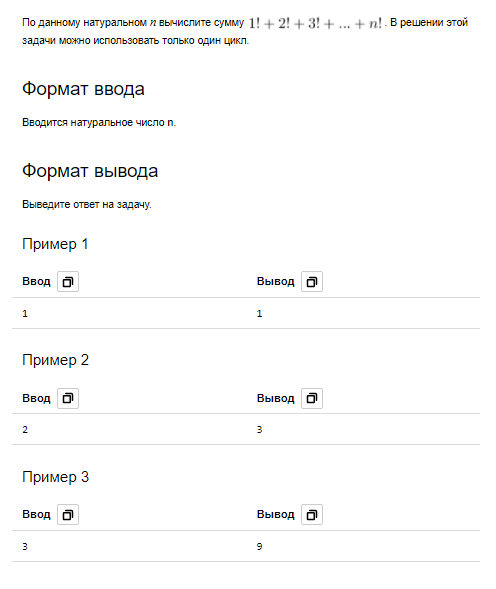 По данному натуральном n вычислите сумму 1! + 2! + 3! + ... + n! . В решении этой
задачи можно использовать только один цикл.
Формат ввода
Вводится натуральное число n.
Формат вывода
Выведите ответ на задачу.
Пример 1
Ввод Вывод
1 1
Пример 2
Ввод Вывод
2 3
Пример 3
Ввод Вывод
3 9